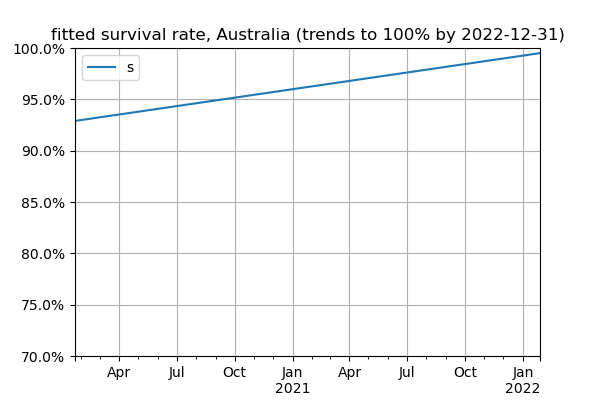 fitted survival rate, Australia (trends to 100% by 2022-12-31)
100.0%
s
95.0%
90.0%
85.0%
80.0%
75.0%
70.0%
Apr Jul Oct Jan Apr Jul Oct Jan
2021 2022